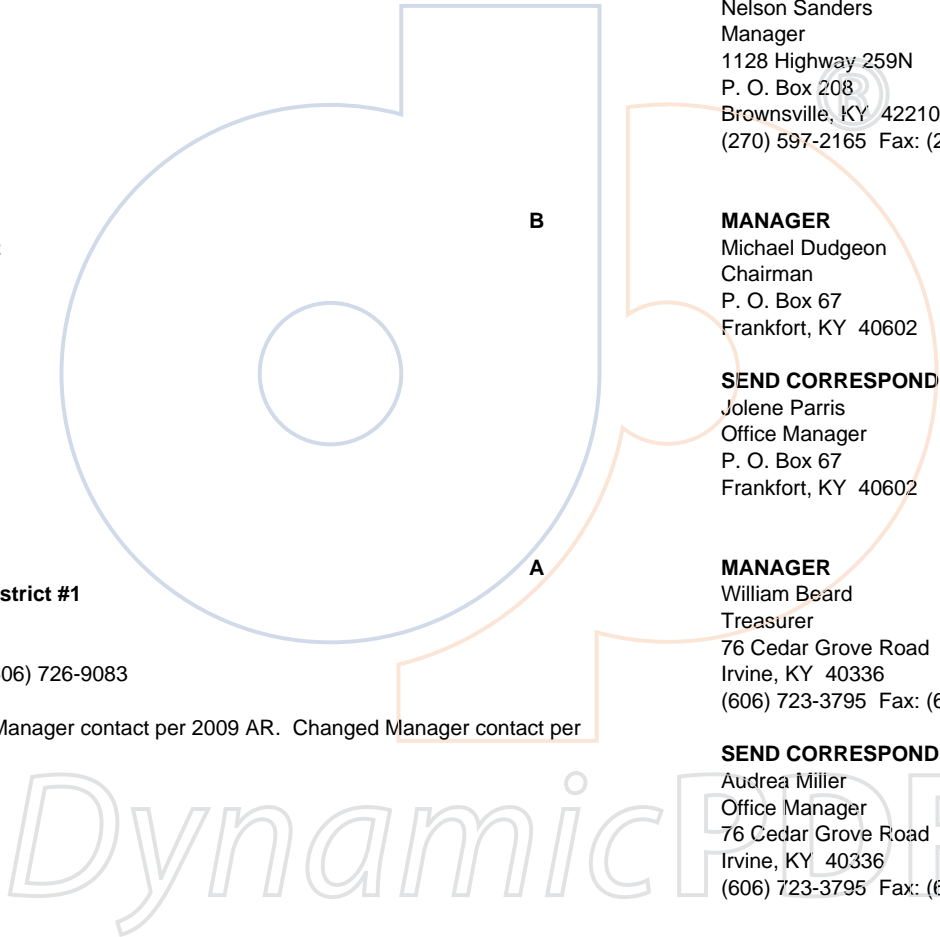 Nelson Sanders
Manager
1128 Highway 259N
P. O. Box 208
Brownsville, KY 42210
(270) 597-2165 Fax: (2
B
MANAGER
Michael Dudgeon
Chairman
P. O. Box 67
Frankfort, KY 40602
SEND CORRESPOND
Jolene Parris
Office Manager
P. O. Box 67
Frankfort, KY 40602
A
MANAGER
strict #1
William Beard
Treasurer
76 Cedar Grove Road
06) 726-9083
Irvine, KY 40336
(606) 723-3795 Fax: (6
Manager contact per 2009 AR. Changed Manager contact per
SEND CORRESPOND
Audrea Miller
Office Manager
76 Cedar Grove Road
Irvine, KY 40336
(606) 723-3795 Fax: (6
DynamicPDF
®